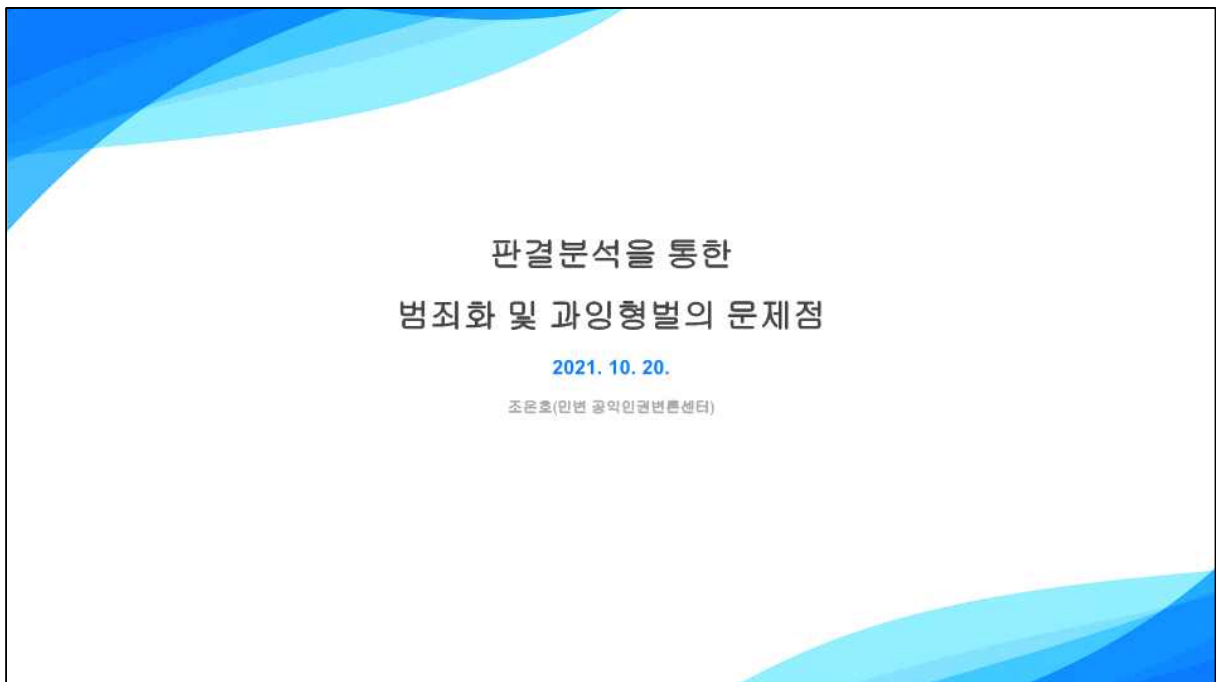 판결분석을 통한
범죄화 및 과잉형벌의 문제점
2021. 10. 20.
조은호(민변 공익인권변론센터)